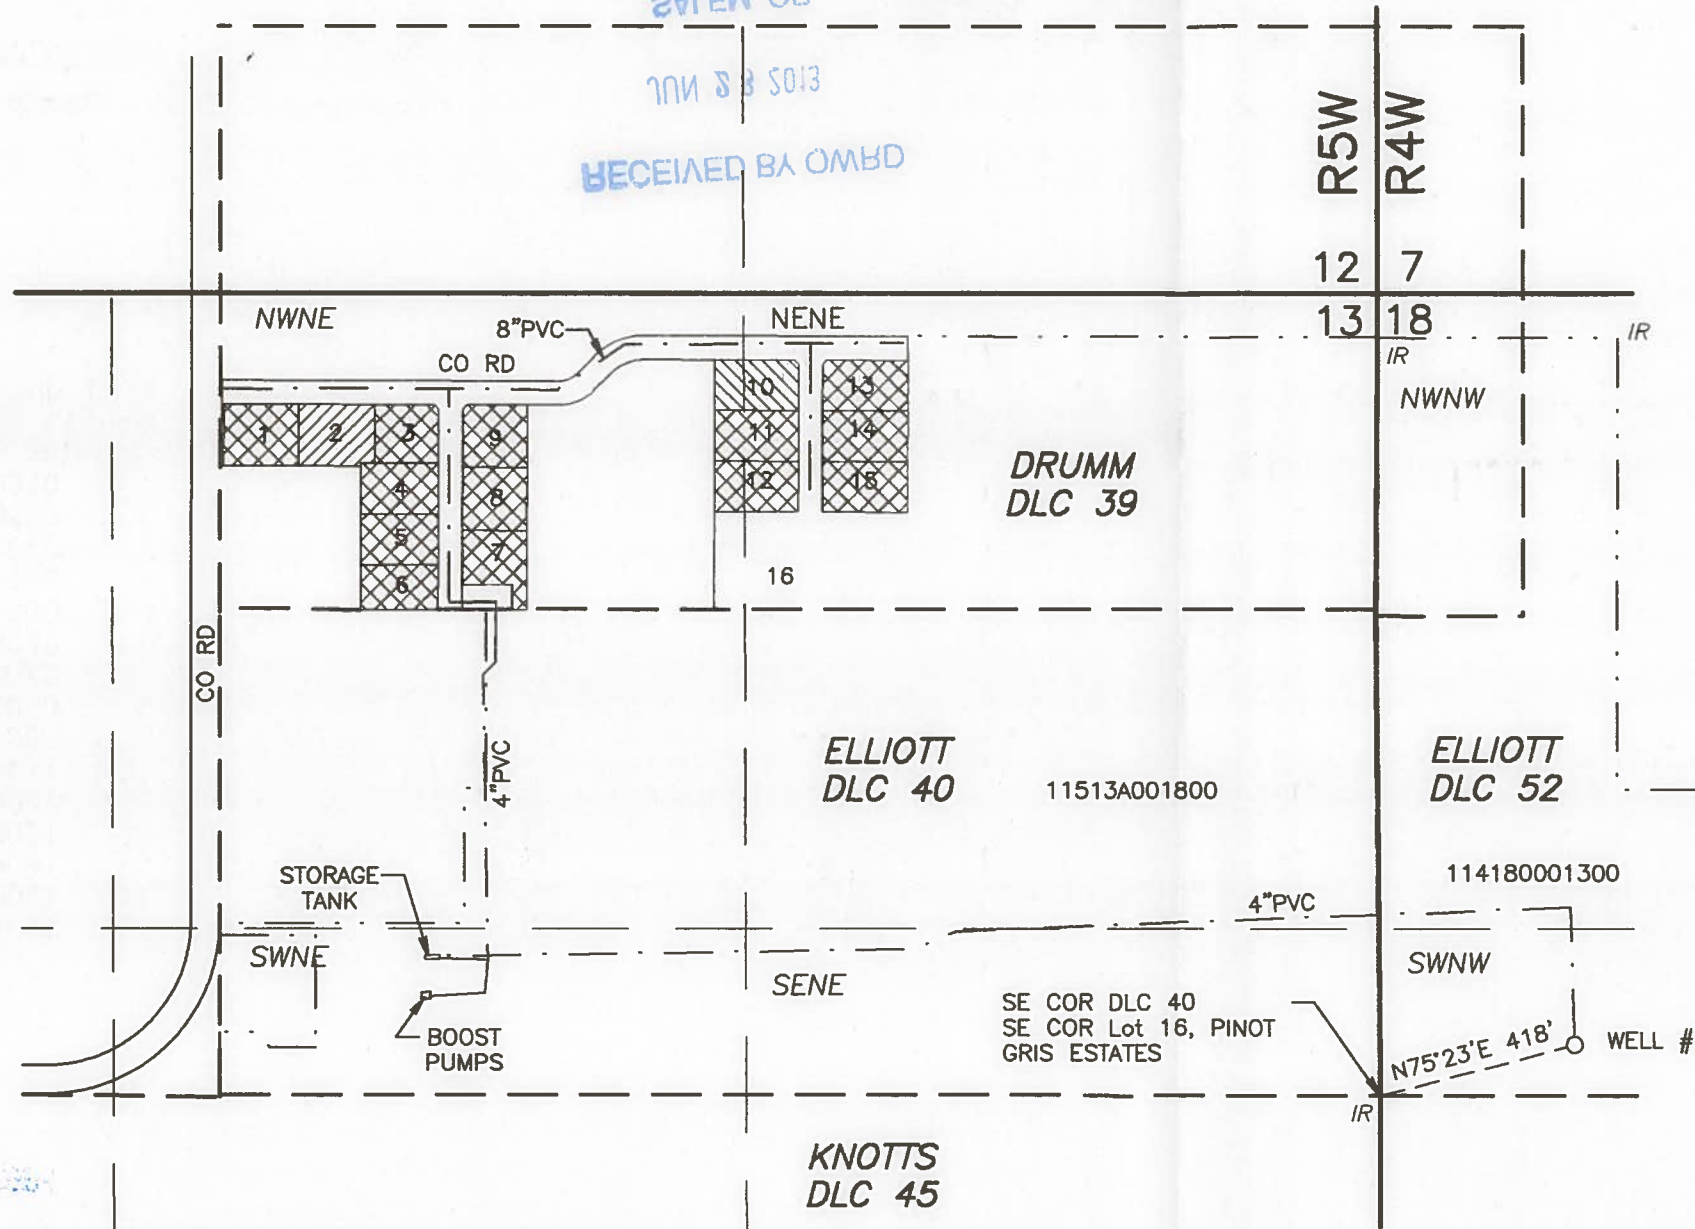 SALEM OR
JUN 28 2013
RECEIVED BY OWRD
R5W
R4W
12
7
13
18
IR
IR
NWNE
8"PVC
NENE
CO RD
NWNW
1
2
3
4
5
6
9
8
7
10
11
12
13
14
15
16
DRUMM
DLC 39
CO RD
4"PVC
ELLIOTT
DLC 40
11513A001800
ELLIOTT
DLC 52
114180001300
STORAGE
TANK
4"PVC
SWNE
SENE
SWNW
BOOST
PUMPS
SE COR DLC 40
SE COR Lot 16, PINOT
GRIS ESTATES
N75°23'E 418'
WELL #
IR
KNOTTS
DLC 45